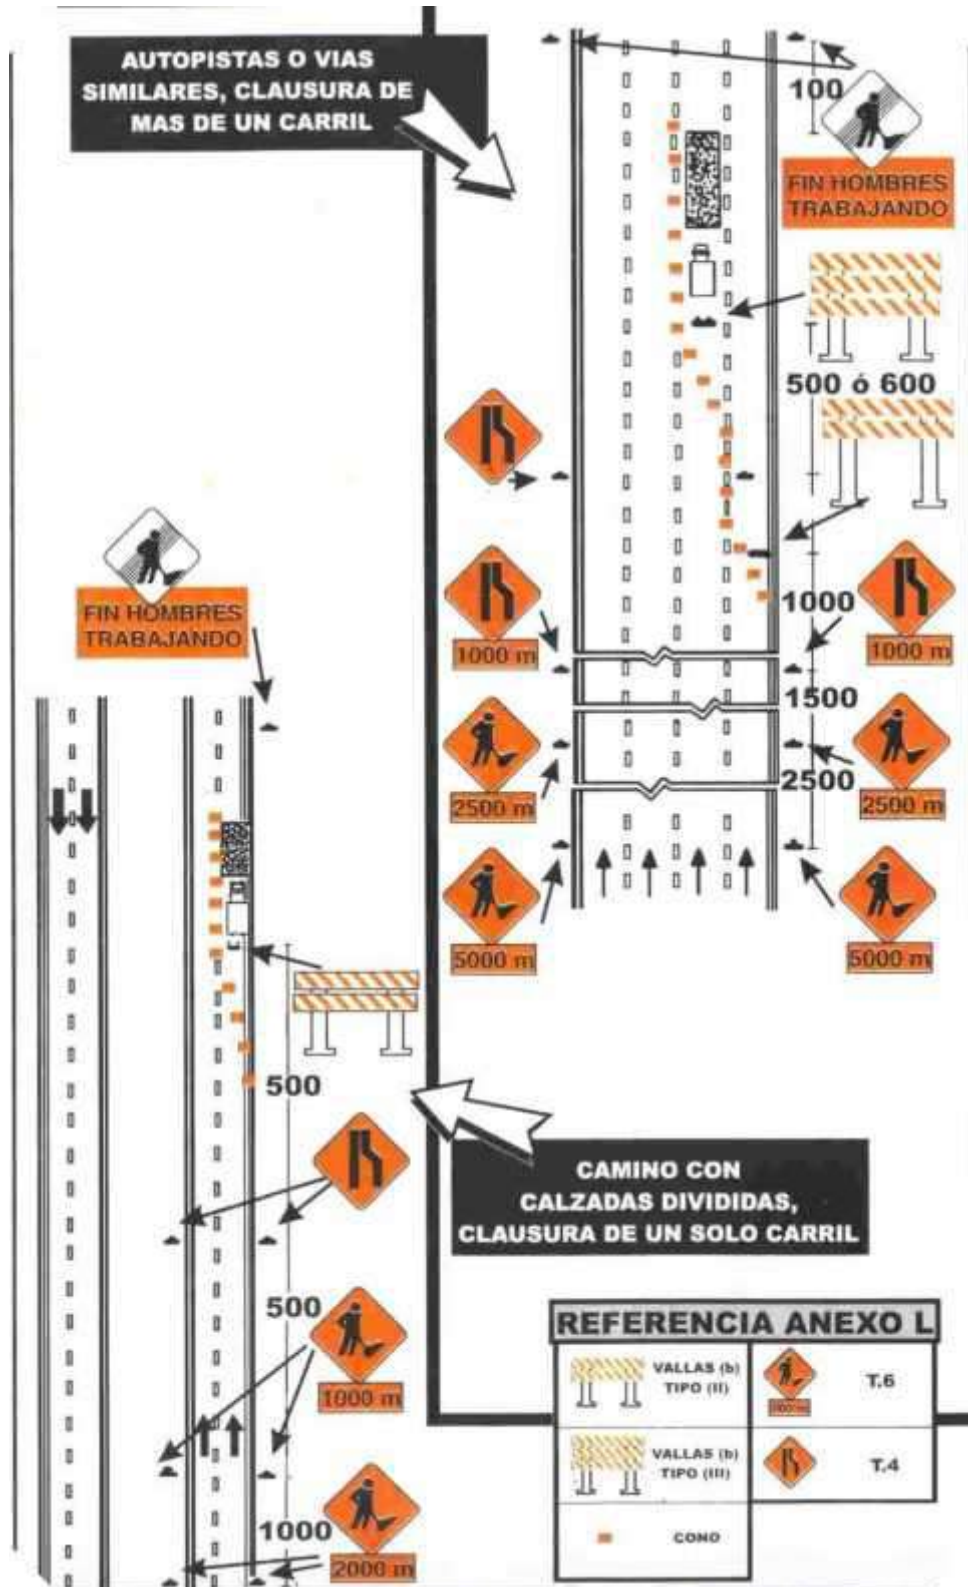 AUTOPISTAS O VIAS
SIMILARES, CLAUSURA DE
MAS DE UN CARRIL
100
FIN HOMBRES
TRABAJANDO
500 ó 600
1000
1000 m
1000 m
1500
2500 m
2500 m
2500
5000 m
5000 m
FIN HOMBRES
TRABAJANDO
500
500
1000 m
1000
2000 m
CAMINO CON
CALZADAS DIVIDIDAS,
CLAUSURA DE UN SOLO CARRIL
REFERENCIA ANEXO L
VALLAS (b)
TIPO (II)
T.6
VALLAS (b)
TIPO (III)
T.4
CONO